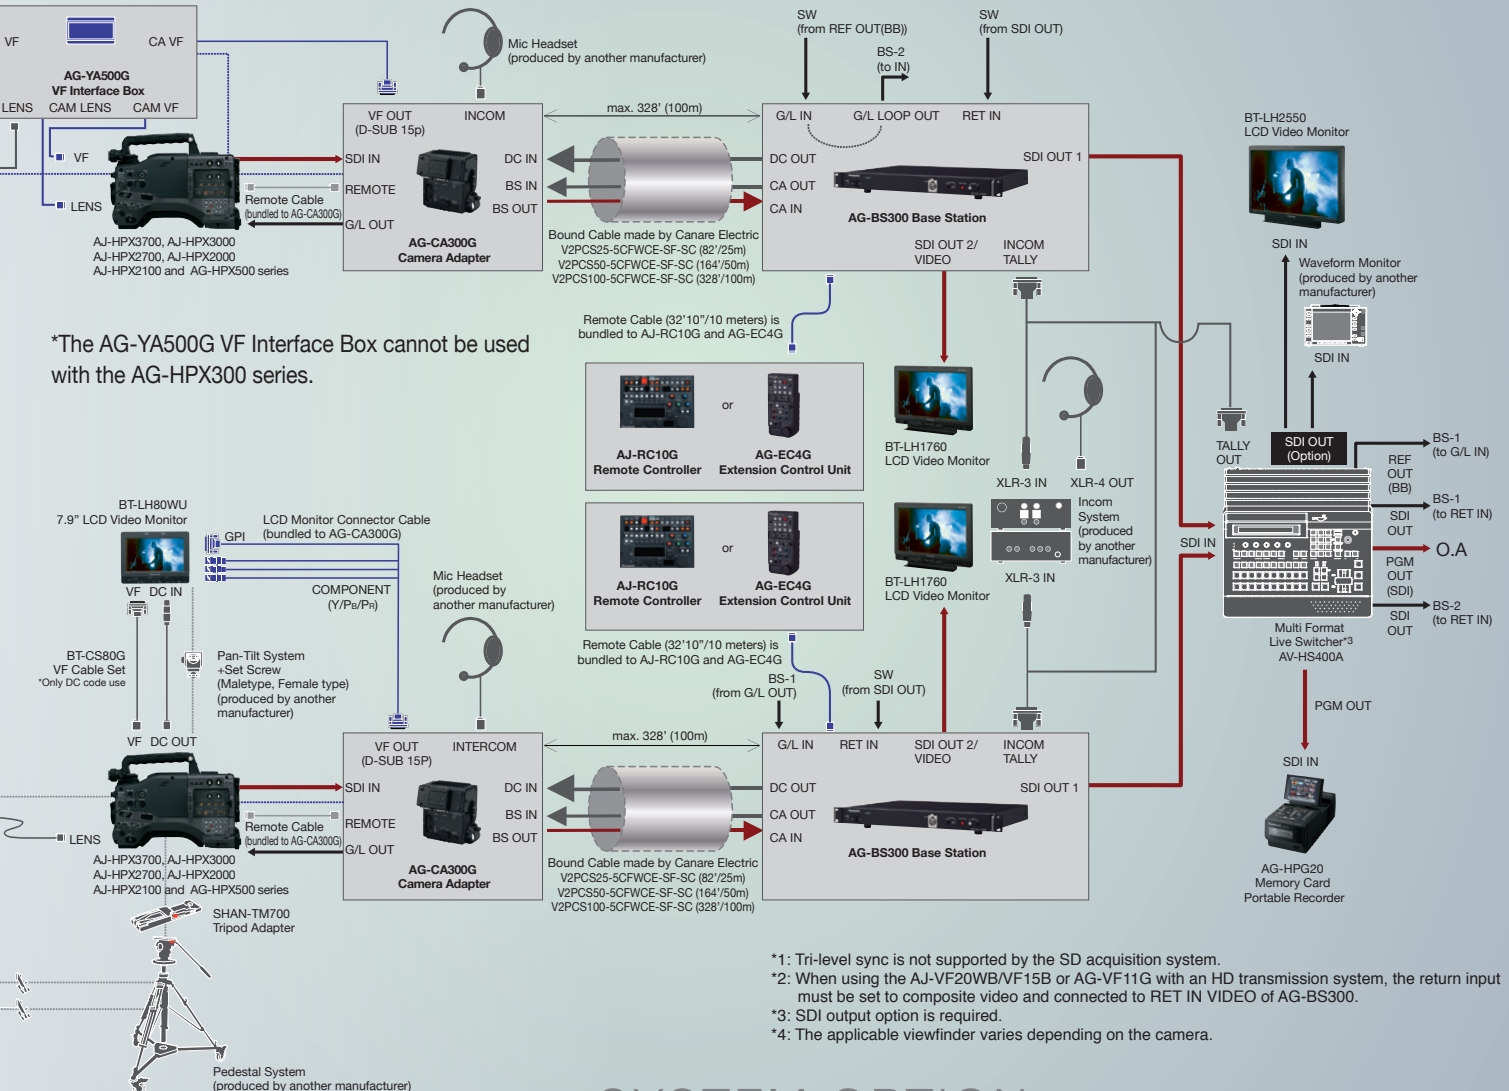 VF
CA VF
AG-YA500G
VF Interface Box
LENS
CAM LENS
CAM VF
VF
LENS
AJ-HPX3700, AJ-HPX3000
AJ-HPX2700, AJ-HPX2000
AJ-HPX2100 and AG-HPX500 series
Mic Headset
(produced by another manufacturer)
VF OUT
(D-SUB 15p)
INCOM
SDI IN
REMOTE
G/L OUT
Remote Cable
(bundled to AG-CA300G)
DC IN
BS IN
BS OUT
AG-CA300G
Camera Adapter
max. 328' (100m)
Bound Cable made by Canare Electric
V2PCS25-5CFWCE-SF-SC (82'/25m)
V2PCS50-5CFWCE-SF-SC (164'/50m)
V2PCS100-5CFWCE-SF-SC (328'/100m)
SW
(from REF OUT(BB))
BS-2
(to IN)
SW
(from SDI OUT)
G/L IN
G/L LOOP OUT
RET IN
DC OUT
CA OUT
CA IN
SDI OUT 1
AG-BS300 Base Station
SDI OUT 2/
VIDEO
INCOM
TALLY
BT-LH2550
LCD Video Monitor
SDI IN
Waveform Monitor
(produced by another
manufacturer)
SDI IN
*The AG-YA500G VF Interface Box cannot be used
with the AG-HPX300 series.
Remote Cable (32'10"/10 meters) is
bundled to AJ-RC10G and AG-EC4G
or
AJ-RC10G
Remote Controller
AG-EC4G
Extension Control Unit
or
AJ-RC10G
Remote Controller
AG-EC4G
Extension Control Unit
Remote Cable (32'10"/10 meters) is
bundled to AJ-RC10G and AG-EC4G
BT-LH1760
LCD Video Monitor
BT-LH1760
LCD Video Monitor
XLR-3 IN
XLR-4 OUT
Incom
System
(produced
by another
manufacturer)
XLR-3 IN
TALLY
OUT
SDI OUT
(Option)
REF
OUT
(BB)
BS-1
(to G/L IN)
SDI
OUT
BS-1
(to RET IN)
SDI IN
PGM
OUT
(SDI)
O.A
SDI
OUT
BS-2
(to RET IN)
Multi Format
Live Switcher*3
AV-HS400A
PGM OUT
SDI IN
AG-HPG20
Memory Card
Portable Recorder
BT-LH80WU
7.9" LCD Video Monitor
GPI
LCD Monitor Connector Cable
(bundled to AG-CA300G)
COMPONENT
(Y/PB/PR)
VF
DC IN
BT-CS80G
VF Cable Set
*Only DC code use
Pan-Tilt System
+Set Screw
(Maletype, Female type)
(produced by another
manufacturer)
VF
DC OUT
LENS
AJ-HPX3700, AJ-HPX3000
AJ-HPX2700, AJ-HPX2000
AJ-HPX2100 and AG-HPX500 series
SHAN-TM700
Tripod Adapter
Pedestal System
(produced by another manufacturer)
Mic Headset
(produced by
another manufacturer)
VF OUT
(D-SUB 15P)
INTERCOM
SDI IN
REMOTE
G/L OUT
Remote Cable
(bundled to AG-CA300G)
DC IN
BS IN
BS OUT
AG-CA300G
Camera Adapter
max. 328' (100m)
Bound Cable made by Canare Electric
V2PCS25-5CFWCE-SF-SC (82'/25m)
V2PCS50-5CFWCE-SF-SC (164'/50m)
V2PCS100-5CFWCE-SF-SC (328'/100m)
BS-1
(from G/L OUT)
SW
(from SDI OUT)
G/L IN
RET IN
SDI OUT 2/
VIDEO
INCOM
TALLY
DC OUT
CA OUT
CA IN
SDI OUT 1
AG-BS300 Base Station
*1: Tri-level sync is not supported by the SD acquisition system.
*2: When using the AJ-VF20WB/VF15B or AG-VF11G with an HD transmission system, the return input
must be set to composite video and connected to RET IN VIDEO of AG-BS300.
*3: SDI output option is required.
*4: The applicable viewfinder varies depending on the camera.
SYSTEM OPTION